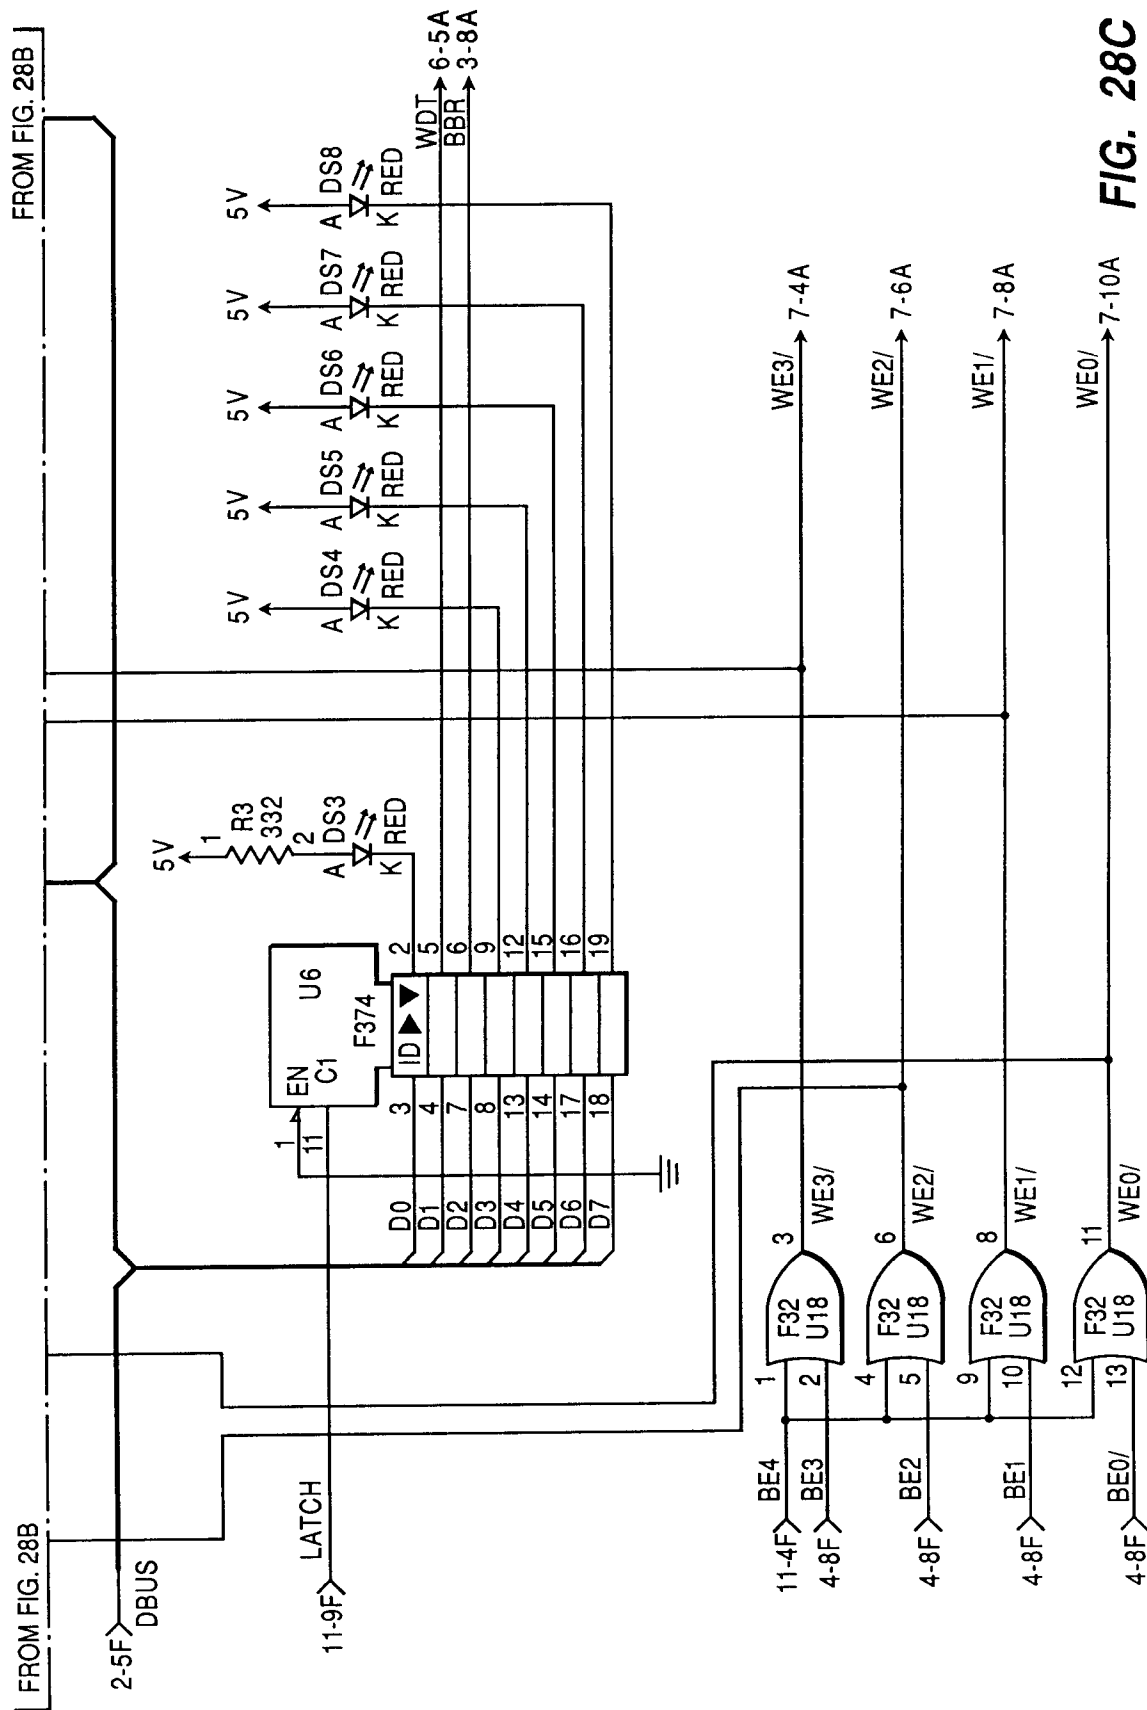 FROM FIG. 28B
FROM FIG. 28B
2-5F
DBUS
11-9F
LATCH
5V
1
R3
332
2
A
DS3
K
RED
1
11
EN
C1
U6
F374
1D
D0
3
2
D1
4
5
D2
7
6
D3
8
9
D4
13
12
D5
14
15
D6
17
16
D7
18
19
5V
A
DS4
K
RED
5V
A
DS5
K
RED
5V
A
DS6
K
RED
5V
A
DS7
K
RED
5V
A
DS8
K
RED
WDT
6-5A
BBR
3-8A
11-4F
BE4
1
4-8F
BE3
2
F32
U18
3
WE3/
WE3/
7-4A
4
4-8F
BE2
5
F32
U18
6
WE2/
WE2/
7-6A
9
4-8F
BE1
10
F32
U18
8
WE1/
WE1/
7-8A
12
4-8F
BE0/
13
F32
U18
11
WE0/
WE0/
7-10A
FIG. 28C